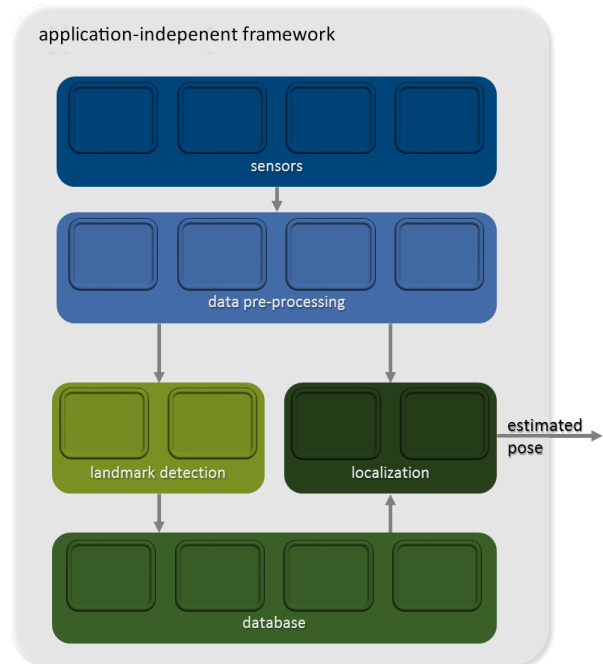 application-indepenent framework
sensors
data pre-processing
landmark detection
localization
estimated
pose
database